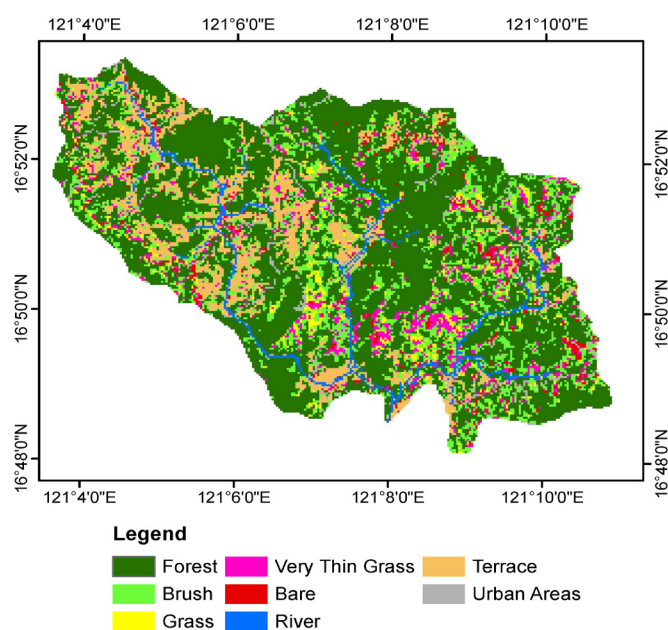 121°4'0"E 121°6'0"E 121°8'0"E 121°10'0"E
16°52'0"N 16°52'0"N
16°50'0"N 16°50'0"N
16°48'0"N 16°48'0"N
121°4'0"E 121°6'0"E 121°8'0"E 121°10'0"E
Legend
Forest Very Thin Grass Terrace
Brush Bare Urban Areas
Grass River